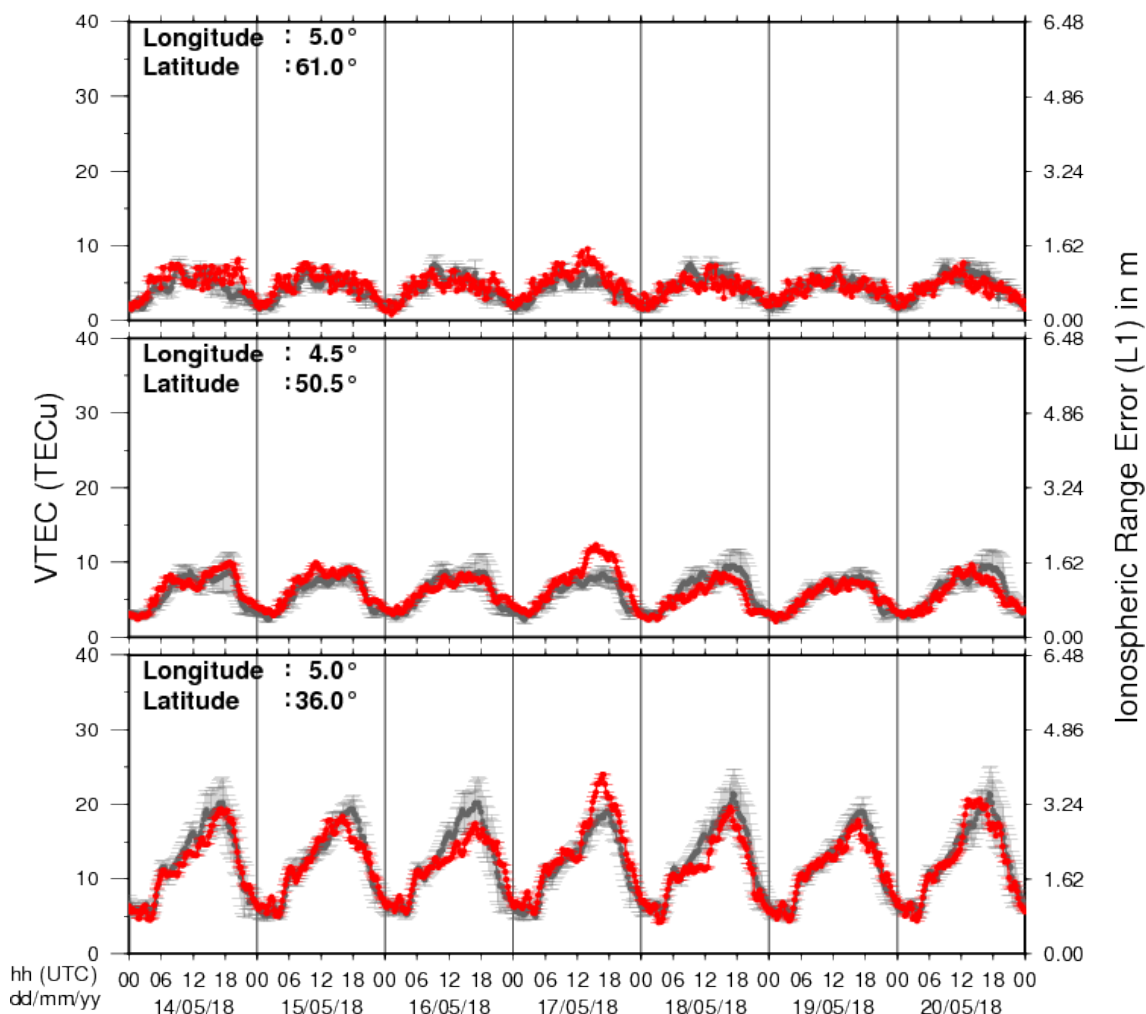 40 6.48
Longitude : 5.0°
Latitude :61.0°
30 4.86
20 3.24
10 1.62
0 0.00
40 6.48
Longitude : 4.5°
Latitude :50.5°
30 4.86
20 3.24
10 1.62
0 0.00
40 6.48
Longitude : 5.0°
Latitude :36.0°
30 4.86
20 3.24
10 1.62
0 0.00
VTEC (TECu)
Ionospheric Range Error (L1) in m
hh (UTC) 00 06 12 18 00 06 12 18 00 06 12 18 00 06 12 18 00 06 12 18 00 06 12 18 00 06 12 18 00
dd/mm/yy 14/05/18 15/05/18 16/05/18 17/05/18 18/05/18 19/05/18 20/05/18